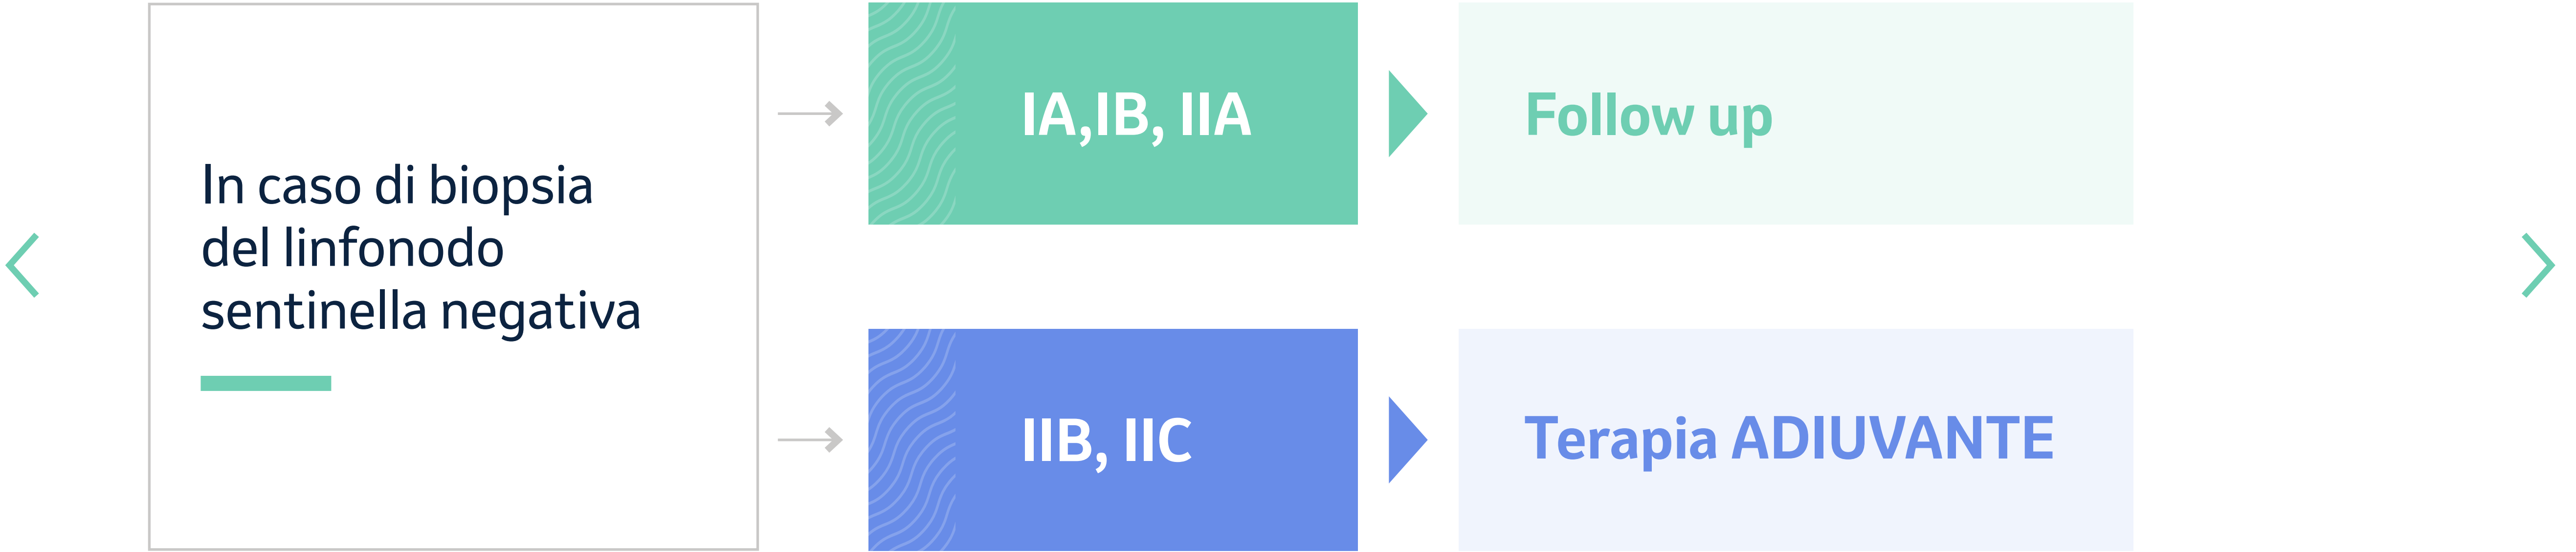 In caso di biopsia
del linfonodo
sentinella negativa
IA,IB, IIA
Follow up
IIB, IIC
Terapia ADIUVANTE